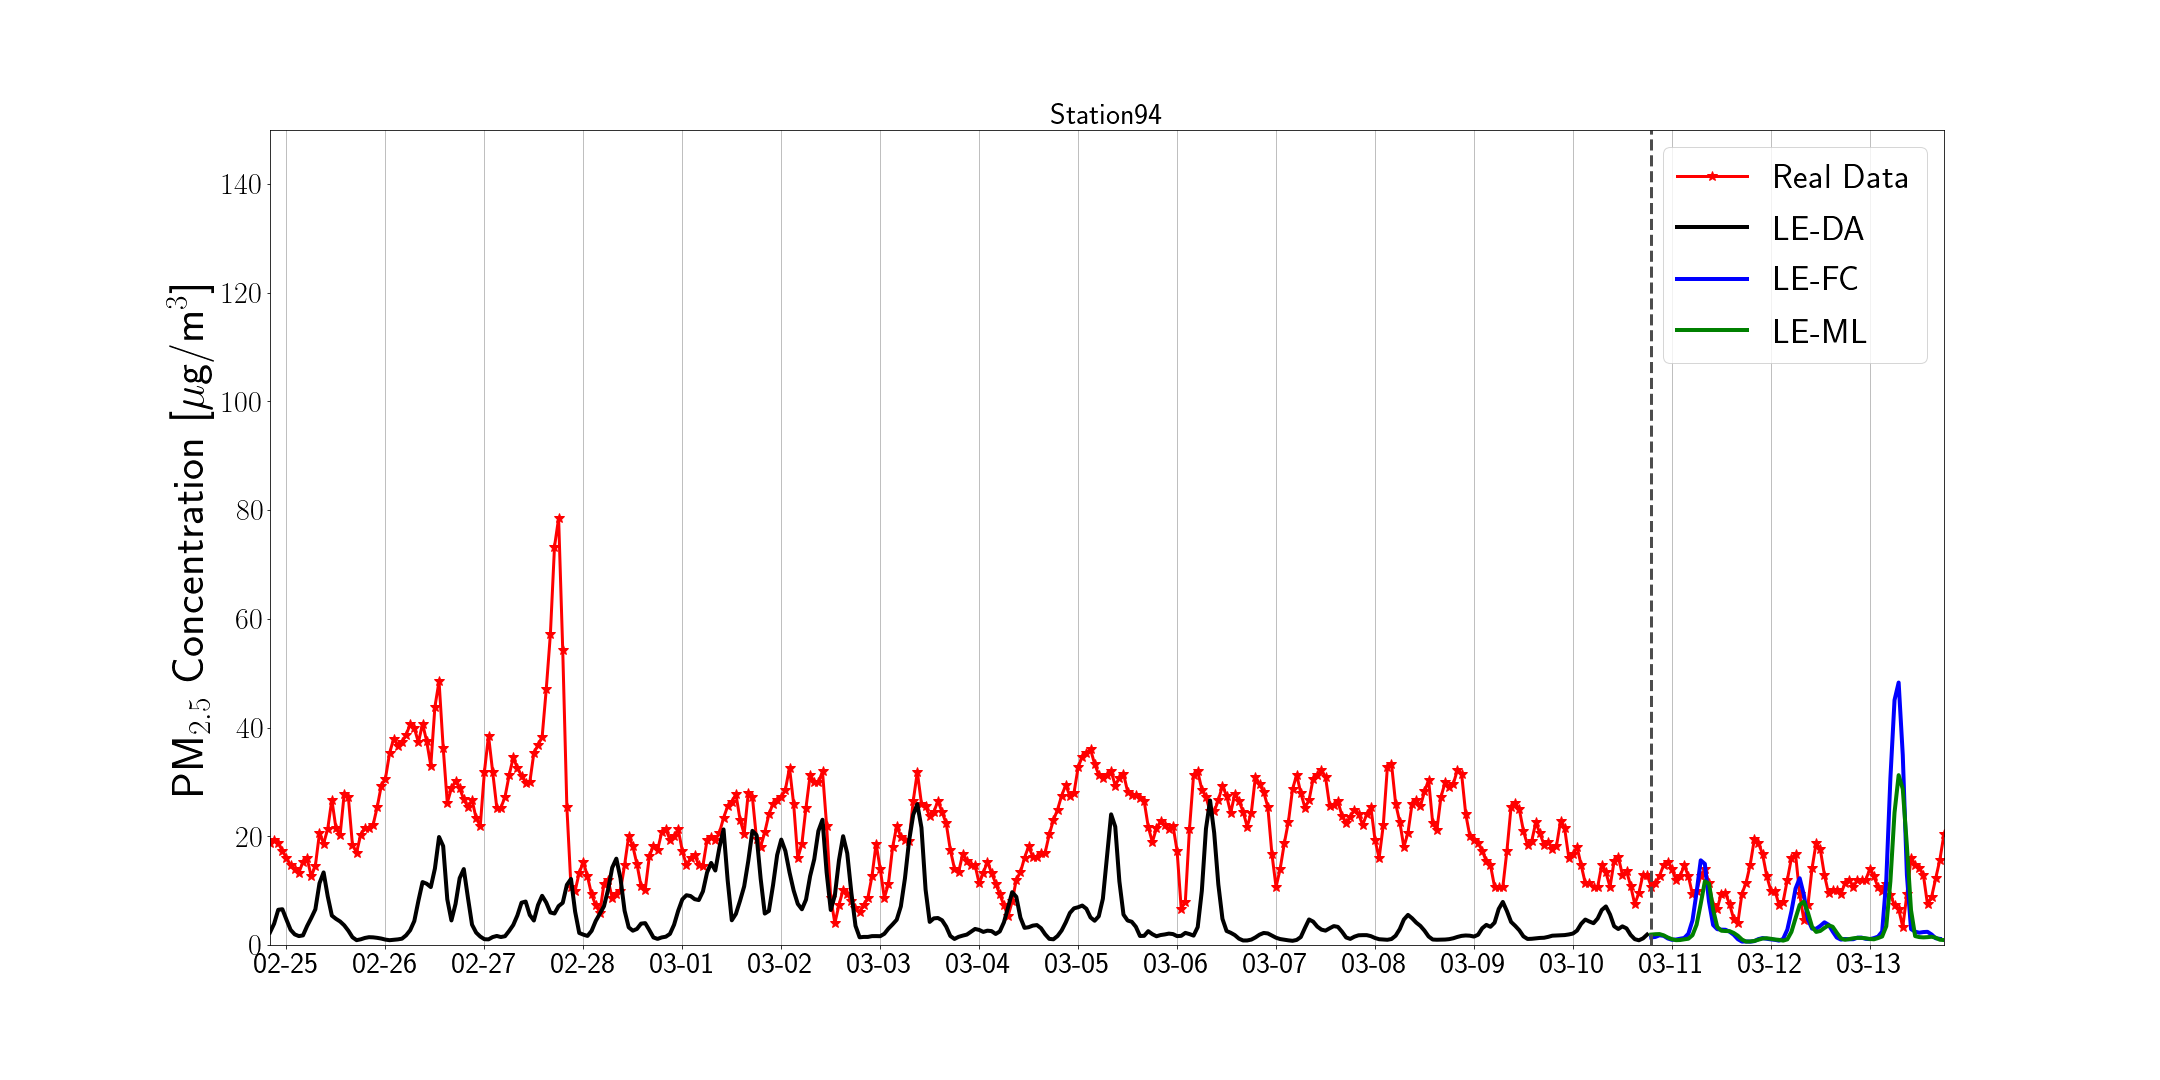 Station94
PM2.5 Concentration [μg/m³]
140
120
100
80
60
40
20
0
Real Data
LE-DA
LE-FC
LE-ML
02-25 02-26 02-27 02-28 03-01 03-02 03-03 03-04 03-05 03-06 03-07 03-08 03-09 03-10 03-11 03-12 03-13